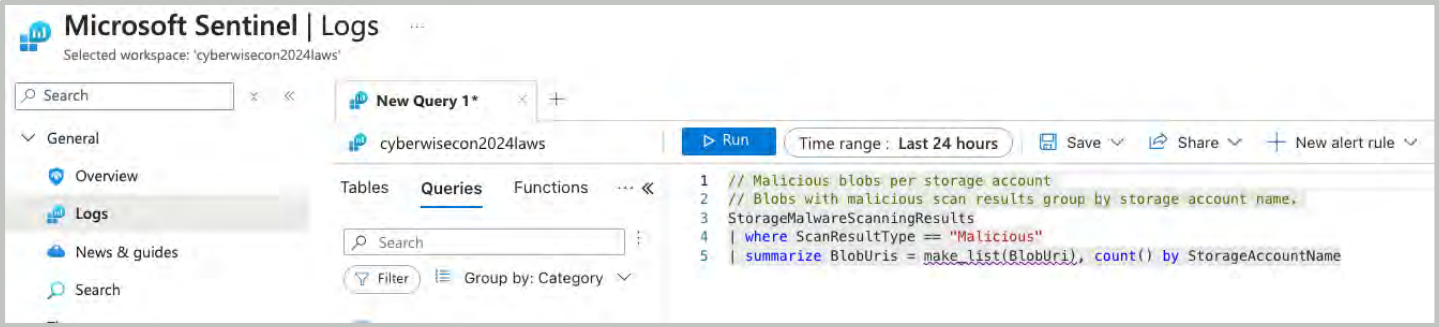 Microsoft Sentinel | Logs ...
Selected workspace: 'cyberwisecon2024laws'
Search
General
Overview
Logs
News & guides
Search
New Query 1*
cyberwisecon2024laws
Run
Time range : Last 24 hours
Save
Share
New alert rule
Tables
Queries
Functions
Search
Filter
Group by: Category
1 // Malicious blobs per storage account
2 // Blobs with malicious scan results group by storage account name.
3 StorageMalwareScanningResults
4 | where ScanResultType == "Malicious"
5 | summarize BlobUris = make_list(BlobUri), count() by StorageAccountName